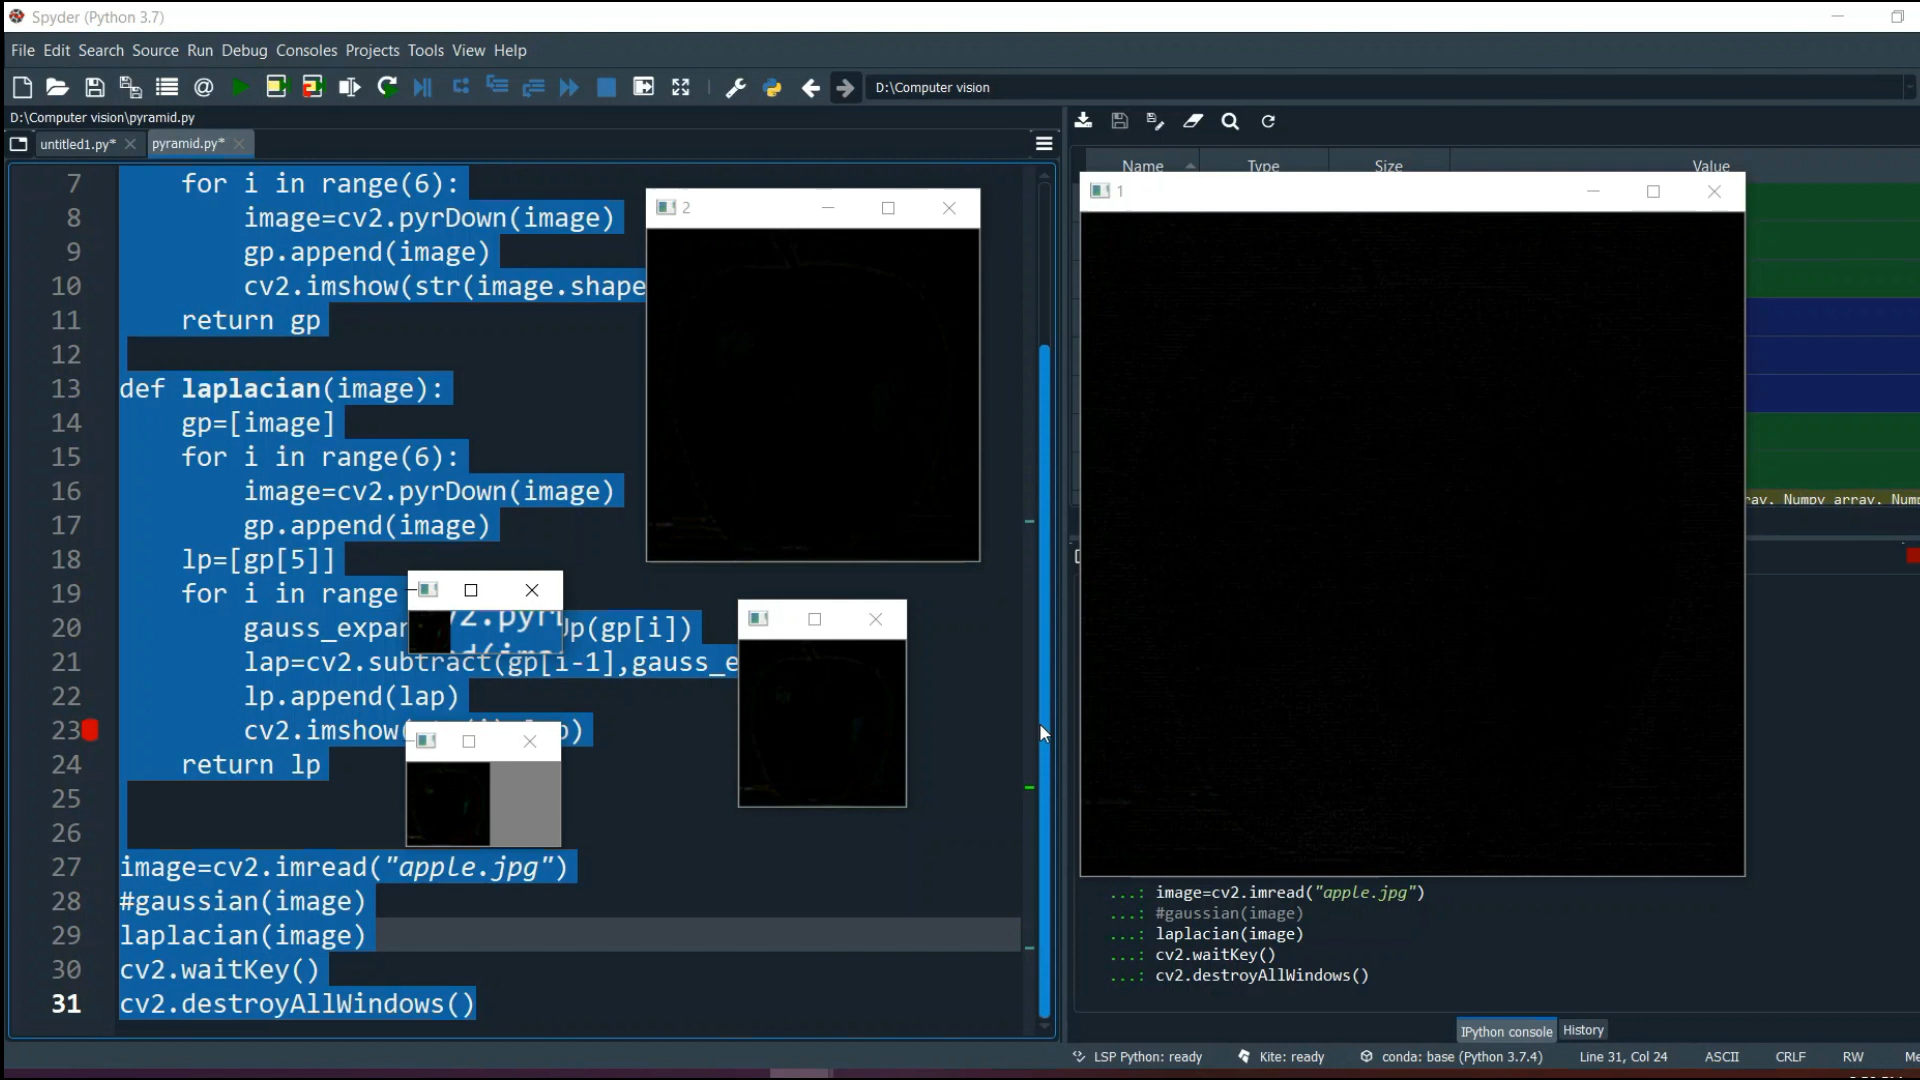 Spyder (Python 3.7)
File Edit Search Source Run Debug Consoles Projects Tools View Help
D:\Computer vision
D:\Computer vision\pyramid.py
untitled1.py*
pyramid.py*
7 for i in range(6):
8 image=cv2.pyrDown(image)
9 gp.append(image)
10 cv2.imshow(str(image.shape
11 return gp
12
13 def laplacian(image):
14 gp=[image]
15 for i in range(6):
16 image=cv2.pyrDown(image)
17 gp.append(image)
18 lp=[gp[5]]
19 for i in range
20 gauss_expan Up(gp[i])
21 lap=cv2.subtract(gp[i-1],gauss_e
22 lp.append(lap)
23 cv2.imshow( )
24 return lp
25
26
27 image=cv2.imread("apple.jpg")
28 #gaussian(image)
29 laplacian(image)
30 cv2.waitKey()
31 cv2.destroyAllWindows()
2
Name Type Size Value
1
ray, Numpy array, Num
...: image=cv2.imread("apple.jpg")
...: #gaussian(image)
...: laplacian(image)
...: cv2.waitKey()
...: cv2.destroyAllWindows()
IPython console History
LSP Python: ready Kite: ready conda: base (Python 3.7.4) Line 31, Col 24 ASCII CRLF RW Me